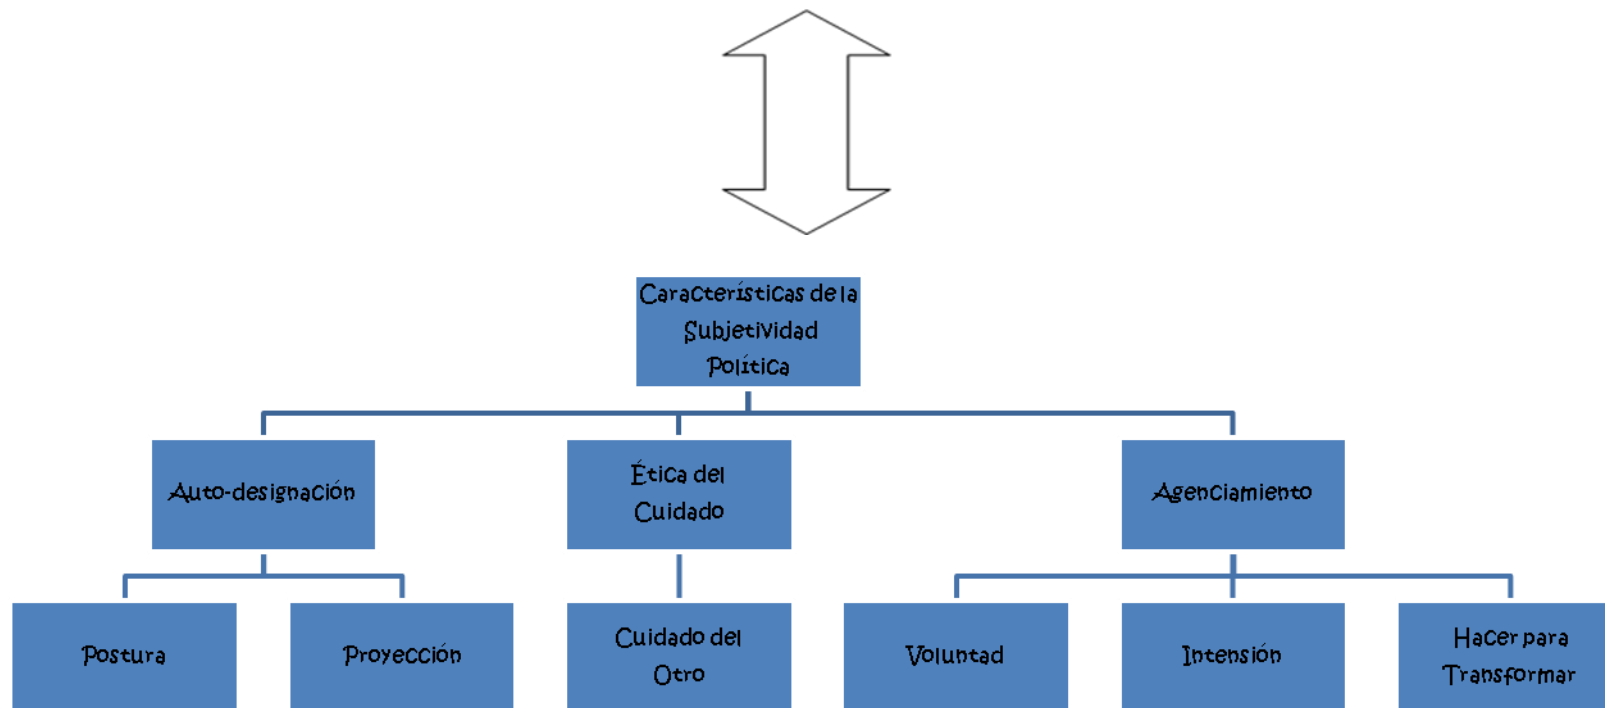 Características de la
Subjetividad
Política
Auto-designación
Ética del
Cuidado
Agenciamiento
Postura
Proyección
Cuidado del
Otro
Voluntad
Intensión
Hacer para
Transformar